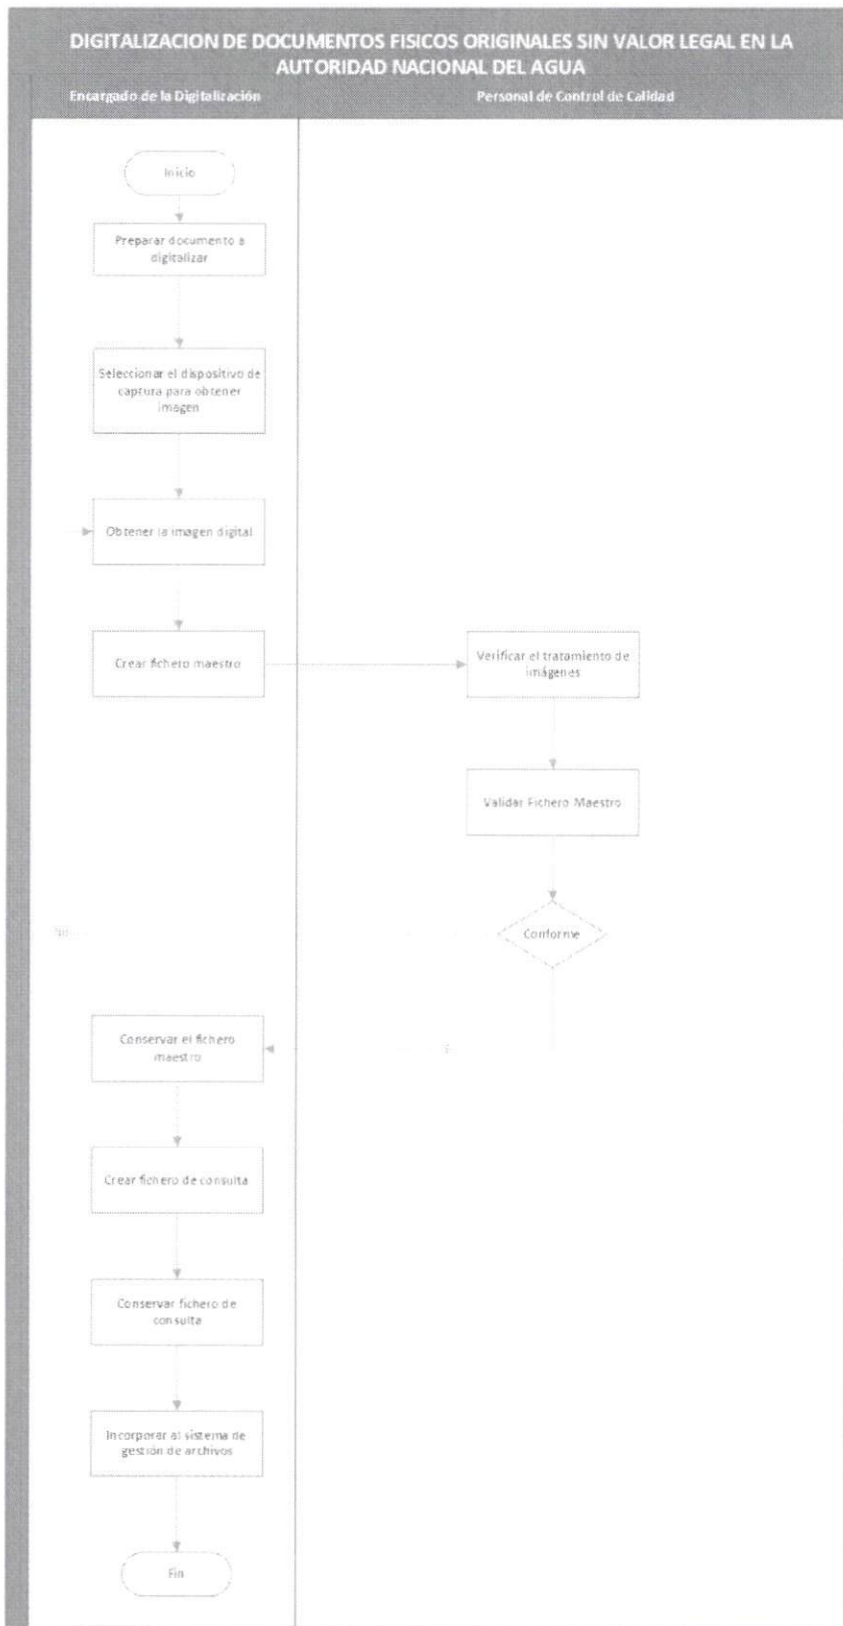 DIGITALIZACION DE DOCUMENTOS FISICOS ORIGINALES SIN VALOR LEGAL EN LA
AUTORIDAD NACIONAL DEL AGUA
Encargado de la Digitalización
Personal de Control de Calidad
Inicio
Preparar documento a
digitalizar
Seleccionar el dispositivo de
captura para obtener
imagen
Obtener la imagen digital
Crear fichero maestro
Verificar el tratamiento de
imágenes
Validar Fichero Maestro
Conforme
No
Conservar el fichero
maestro
Crear fichero de consulta
Conservar fichero de
consulta
Incorporar al sistema de
gestión de archivos
Fin